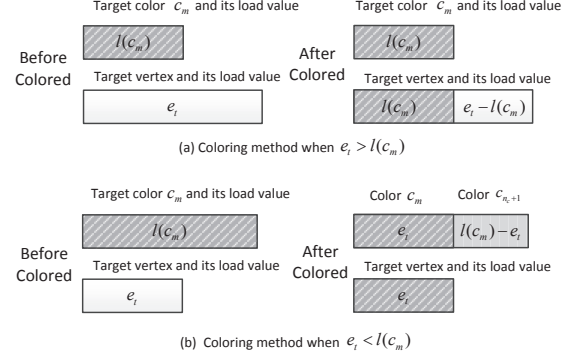 Target color c_m and its load value
Target color c_m and its load value
l(c_m)
l(c_m)
Before
Colored
After
Colored
Target vertex and its load value
Target vertex and its load value
e_t
l(c_m)
e_t − l(c_m)
(a) Coloring method when e_t > l(c_m)
Target color c_m and its load value
Color c_m
Color c_{n_c+1}
l(c_m)
e_t
l(c_m) − e_t
Before
Colored
After
Colored
Target vertex and its load value
Target vertex and its load value
e_t
e_t
(b) Coloring method when e_t < l(c_m)